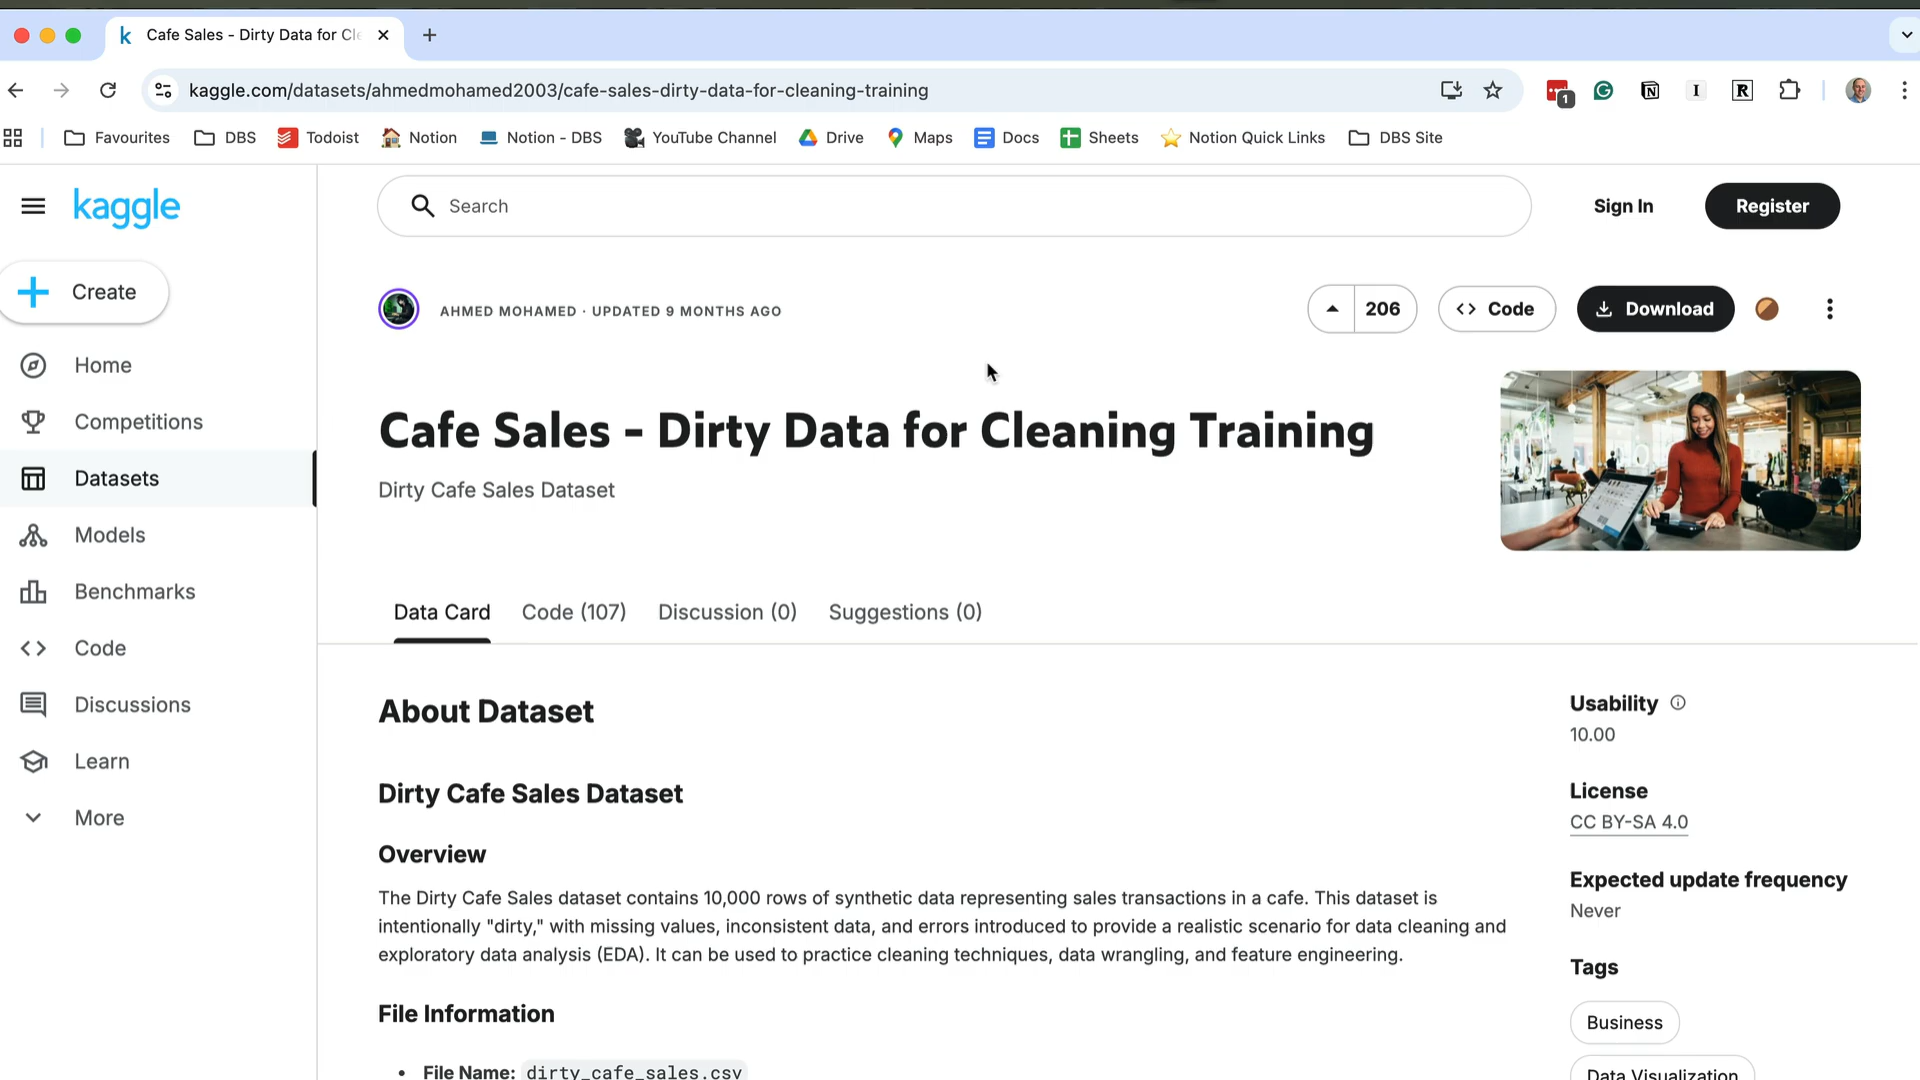 Cafe Sales - Dirty Data for Cle
kaggle.com/datasets/ahmedmohamed2003/cafe-sales-dirty-data-for-cleaning-training
1
Favourites
DBS
Todoist
Notion
Notion - DBS
YouTube Channel
Drive
Maps
Docs
Sheets
Notion Quick Links
DBS Site
kaggle
Search
Sign In
Register
Create
AHMED MOHAMED · UPDATED 9 MONTHS AGO
206
Code
Download
Home
Competitions
Datasets
Models
Benchmarks
Code
Discussions
Learn
More
Cafe Sales - Dirty Data for Cleaning Training
Dirty Cafe Sales Dataset
Data Card
Code (107)
Discussion (0)
Suggestions (0)
About Dataset
Dirty Cafe Sales Dataset
Overview
The Dirty Cafe Sales dataset contains 10,000 rows of synthetic data representing sales transactions in a cafe. This dataset is
intentionally "dirty," with missing values, inconsistent data, and errors introduced to provide a realistic scenario for data cleaning and
exploratory data analysis (EDA). It can be used to practice cleaning techniques, data wrangling, and feature engineering.
File Information
• File Name: dirty_cafe_sales.csv
Usability
10.00
License
CC BY-SA 4.0
Expected update frequency
Never
Tags
Business
Data Visualization